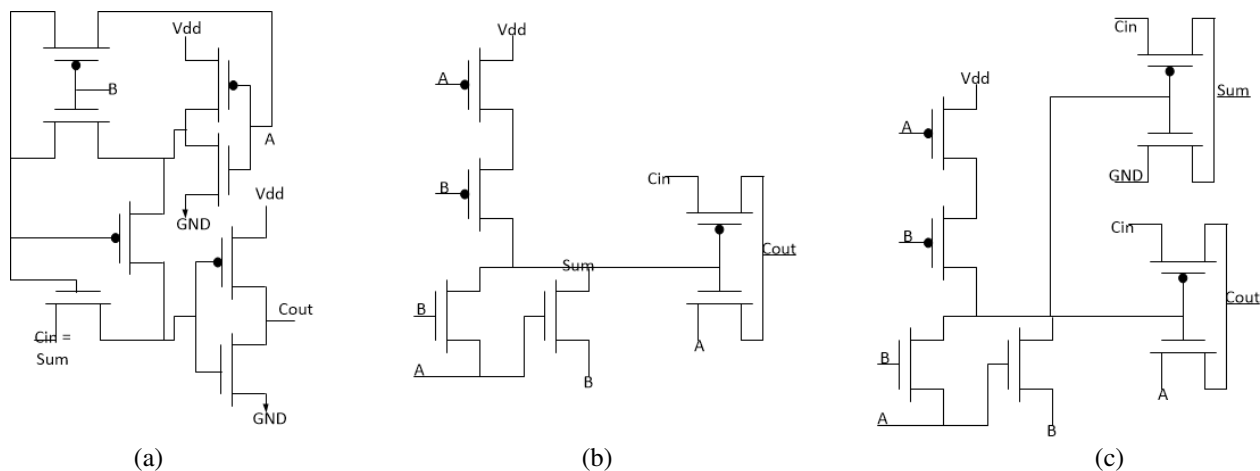 Vdd
B
A
Vdd
GND
Cout
Cin =
Sum
GND
(a)
Vdd
A
B
Cin
Cout
Sum
B
A
A
B
(b)
Cin
Sum
Vdd
A
GND
B
Cin
Cout
B
A
A
B
(c)